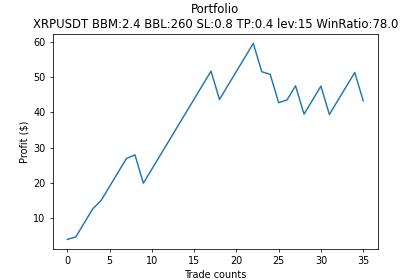 Portfolio
XRPUSDT BBM:2.4 BBL:260 SL:0.8 TP:0.4 lev:15 WinRatio:78.0
60
50
40
30
20
10
Profit ($)
0 5 10 15 20 25 30 35
Trade counts